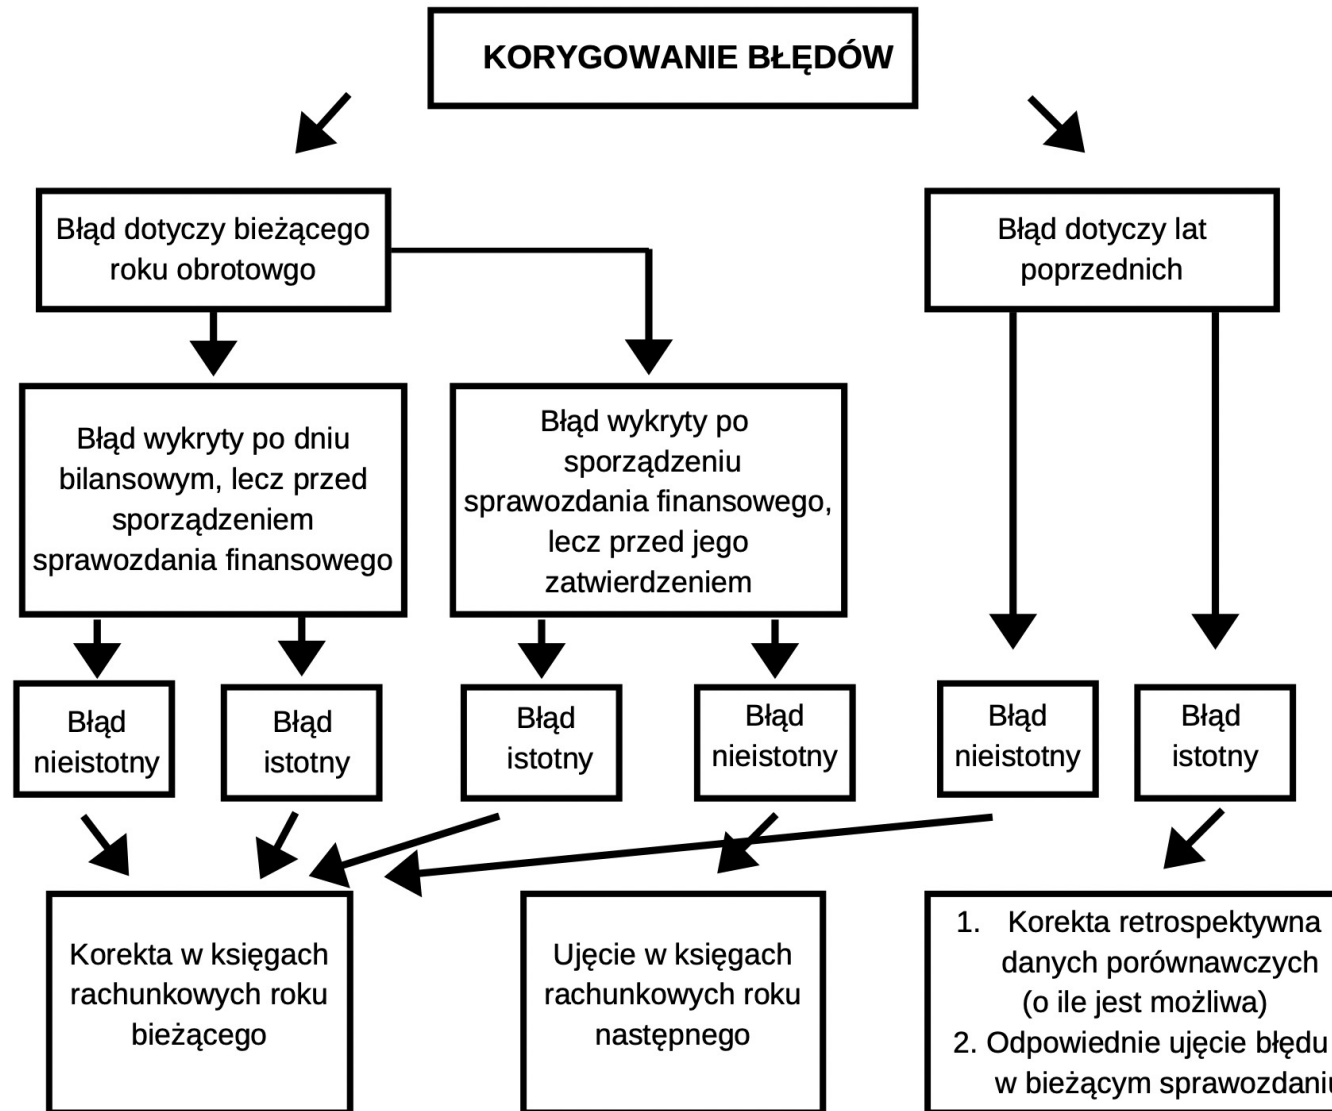 KORYGOWANIE BŁĘDÓW
Błąd dotyczy bieżącego
roku obrotowgo
Błąd dotyczy lat
poprzednich
Błąd wykryty po dniu
bilansowym, lecz przed
sporządzeniem
sprawozdania finansowego
Błąd wykryty po
sporządzeniu
sprawozdania finansowego,
lecz przed jego
zatwierdzeniem
Błąd
nieistotny
Błąd
istotny
Błąd
istotny
Błąd
nieistotny
Błąd
nieistotny
Błąd
istotny
Korekta w księgach
rachunkowych roku
bieżącego
Ujęcie w księgach
rachunkowych roku
następnego
1. Korekta retrospektywna
danych porównawczych
(o ile jest możliwa)
2. Odpowiednie ujęcie błędu
w bieżącym sprawozdaniu